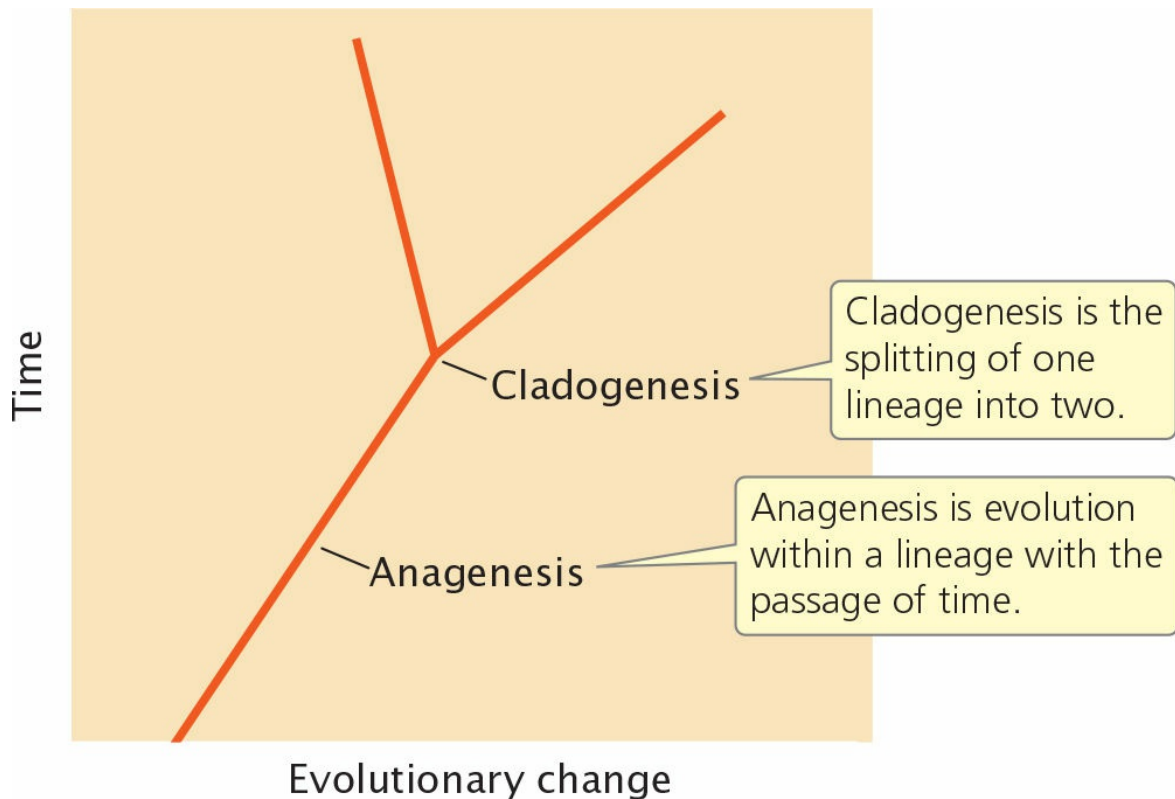 Time
Cladogenesis
Cladogenesis is the
splitting of one
lineage into two.
Anagenesis
Anagenesis is evolution
within a lineage with the
passage of time.
Evolutionary change